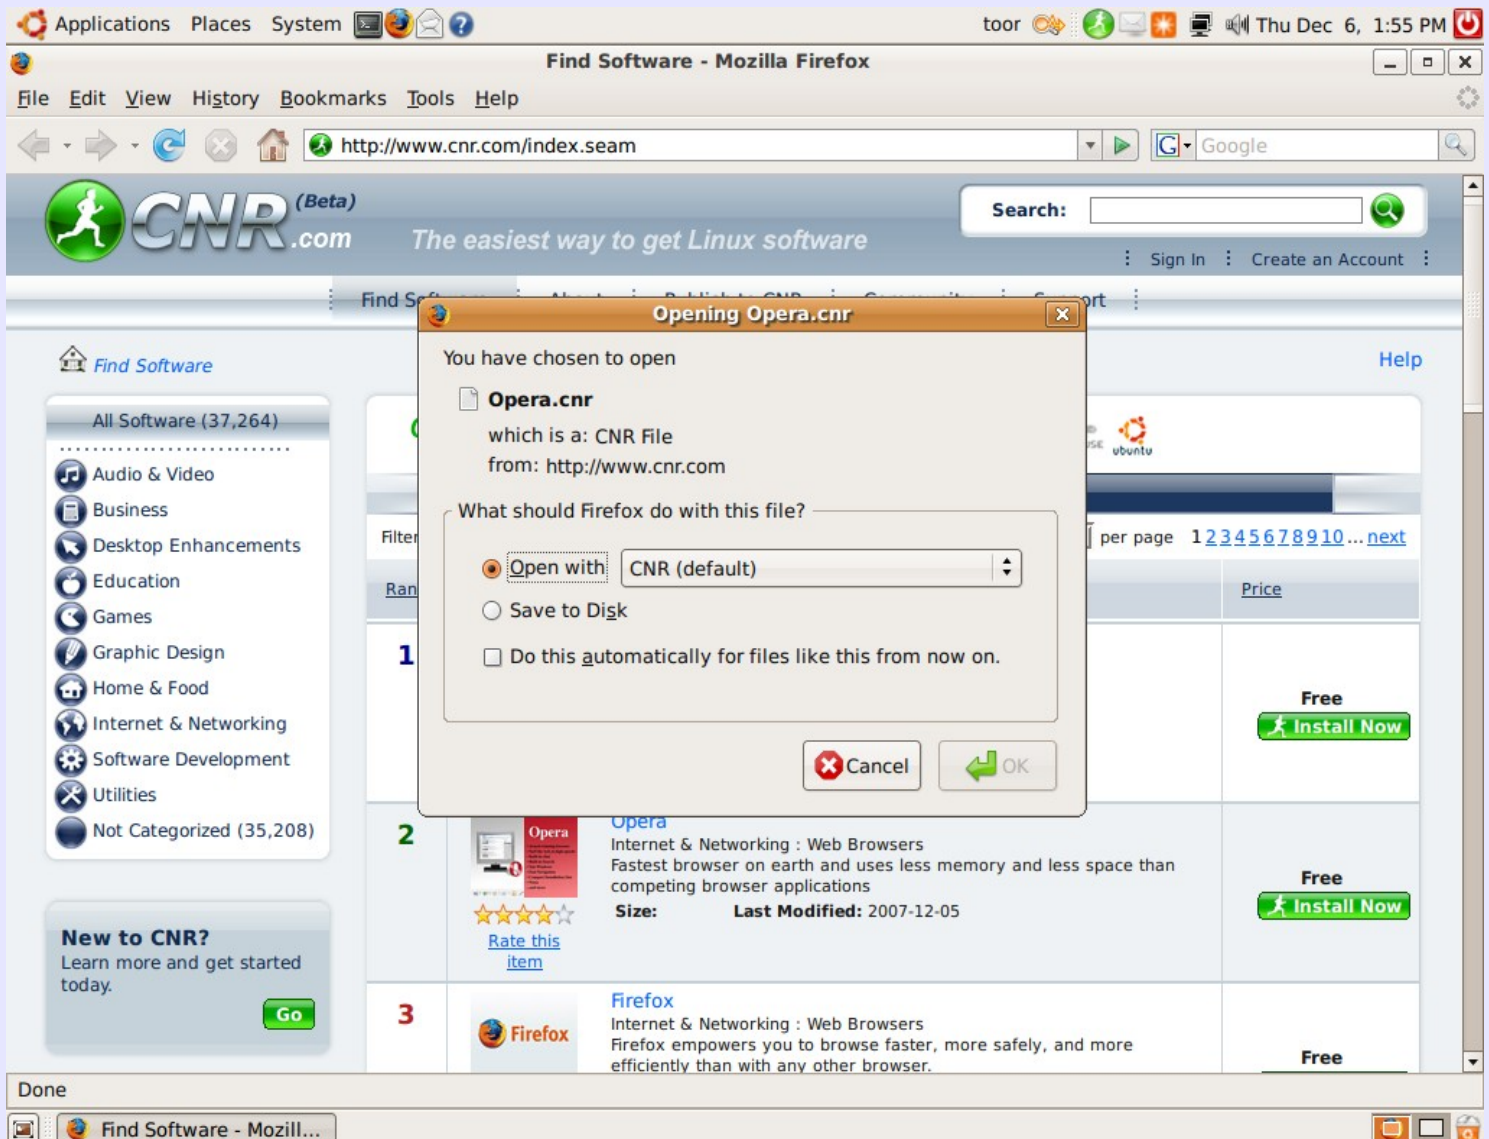 Applications Places System toor Thu Dec 6, 1:55 PM
Find Software - Mozilla Firefox
File Edit View History Bookmarks Tools Help
http://www.cnr.com/index.seam G Google
CNR.com (Beta)
The easiest way to get Linux software
Search:
Sign In Create an Account
Find
Opening Opera.cnr
You have chosen to open
Opera.cnr
which is a: CNR File
from: http://www.cnr.com
What should Firefox do with this file?
Open with CNR (default)
Save to Disk
Do this automatically for files like this from now on.
Cancel OK
Find Software
Help
All Software (37,264)
Audio & Video
Business
Desktop Enhancements
Education
Games
Graphic Design
Home & Food
Internet & Networking
Software Development
Utilities
Not Categorized (35,208)
New to CNR?
Learn more and get started
today.
Go
ubuntu
Filter
per page 1 2 3 4 5 6 7 8 9 10 ... next
Price
1
Free
Install Now
2
Opera
Opera
Internet & Networking : Web Browsers
Fastest browser on earth and uses less memory and less space than
competing browser applications
Size: Last Modified: 2007-12-05
Rate this
item
Free
Install Now
3
Firefox
Firefox
Internet & Networking : Web Browsers
Firefox empowers you to browse faster, more safely, and more
efficiently than with any other browser.
Free
Done
Find Software - Mozill...